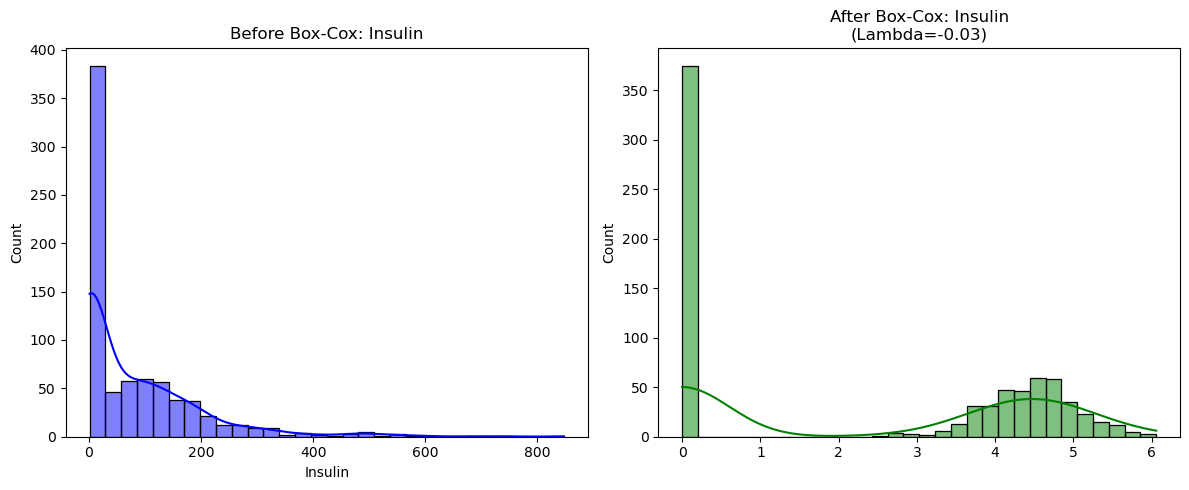 Before Box-Cox: Insulin
Count
400
350
300
250
200
150
100
50
0
0 200 400 600 800
Insulin
After Box-Cox: Insulin
(Lambda=-0.03)
Count
350
300
250
200
150
100
50
0
0 1 2 3 4 5 6